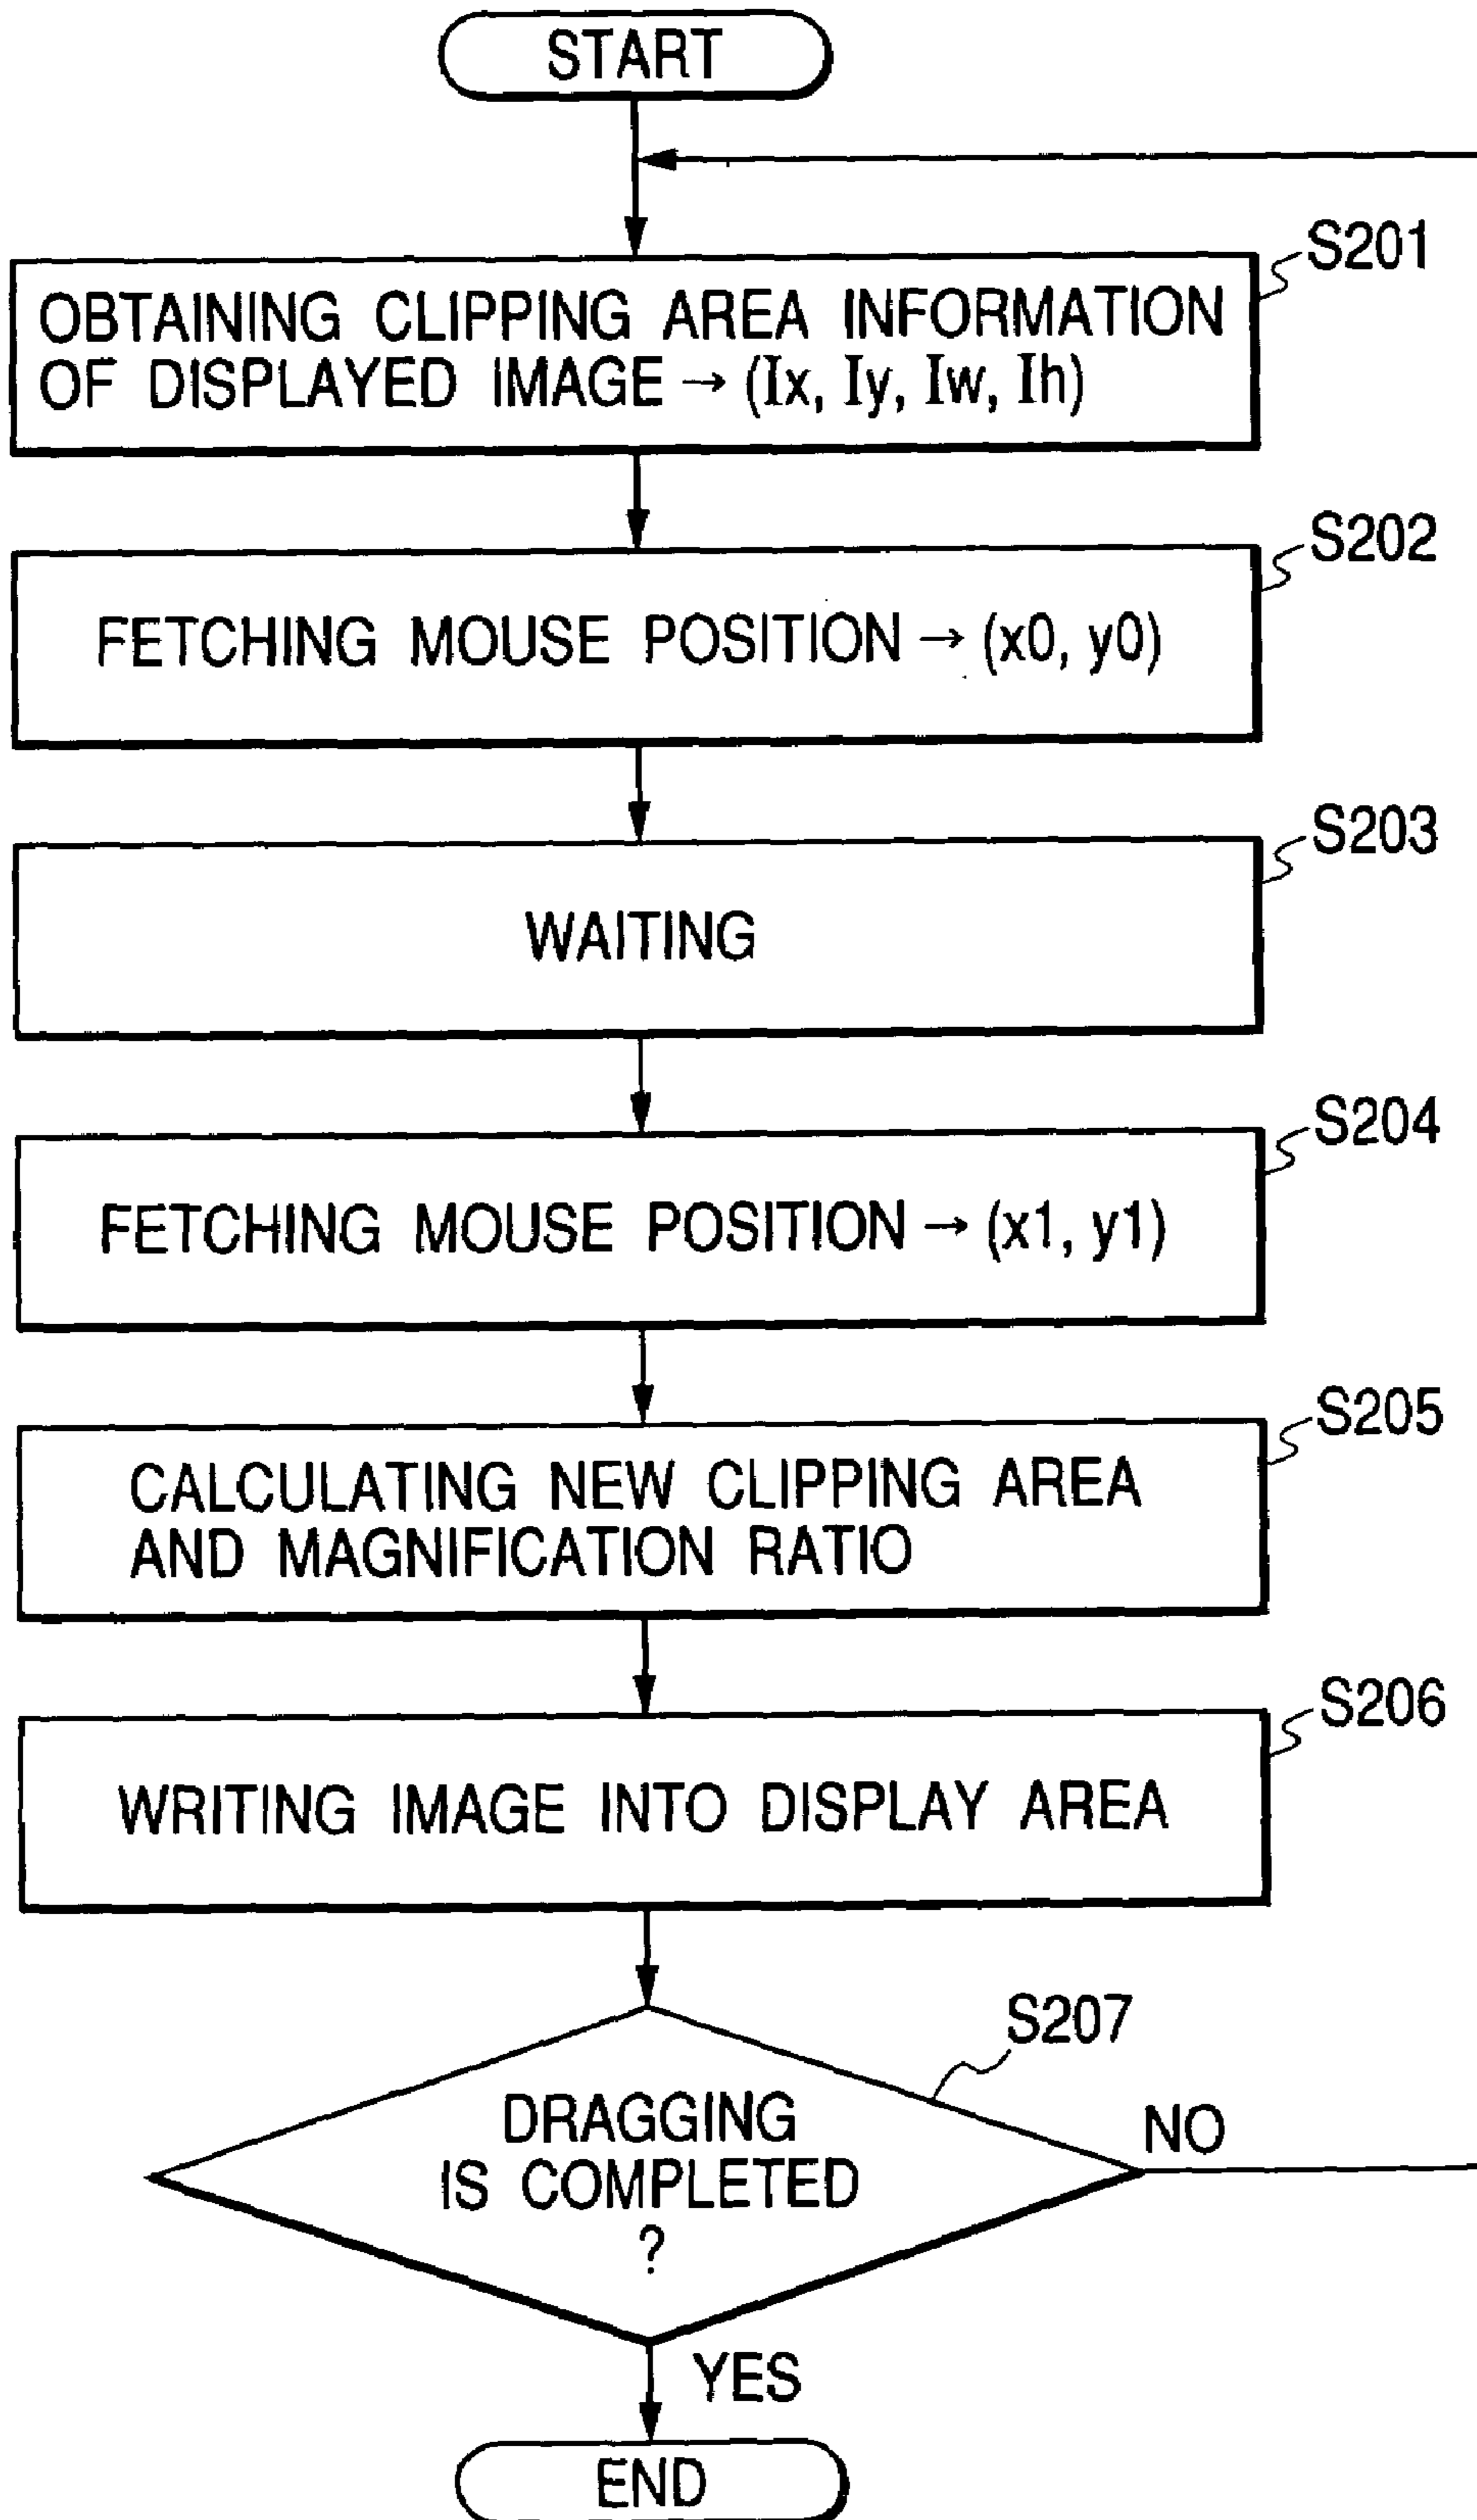 START
S201
OBTAINING CLIPPING AREA INFORMATION
OF DISPLAYED IMAGE → (Ix, Iy, Iw, Ih)
S202
FETCHING MOUSE POSITION → (x0, y0)
S203
WAITING
S204
FETCHING MOUSE POSITION → (x1, y1)
S205
CALCULATING NEW CLIPPING AREA
AND MAGNIFICATION RATIO
S206
WRITING IMAGE INTO DISPLAY AREA
S207
DRAGGING
IS COMPLETED
?
NO
YES
END